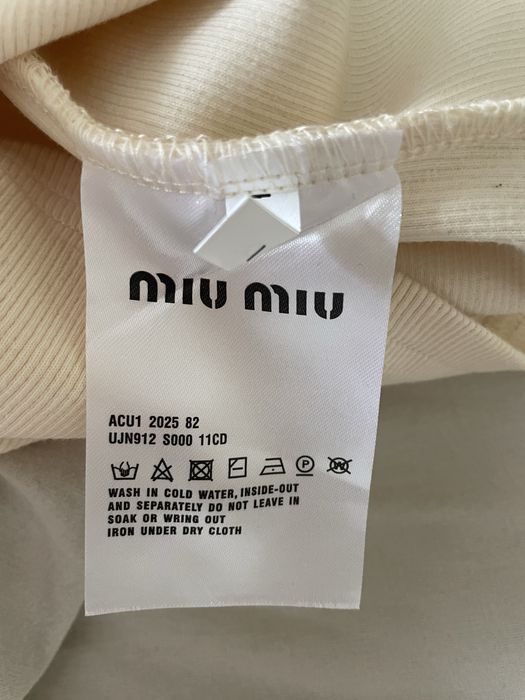 MIU MIU
ACU1 2025 82
UJN912 S000 11CD
P W
WASH IN COLD WATER, INSIDE-OUT
AND SEPARATELY DO NOT LEAVE IN
SOAK OR WRING OUT
IRON UNDER DRY CLOTH